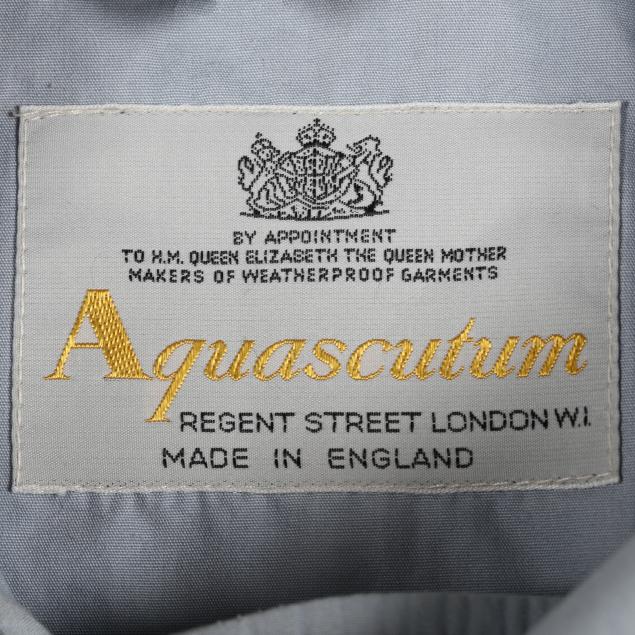 BY APPOINTMENT
TO H.M. QUEEN ELIZABETH THE QUEEN MOTHER
MAKERS OF WEATHERPROOF GARMENTS
Aquascutum
REGENT STREET LONDON W.I.
MADE IN ENGLAND